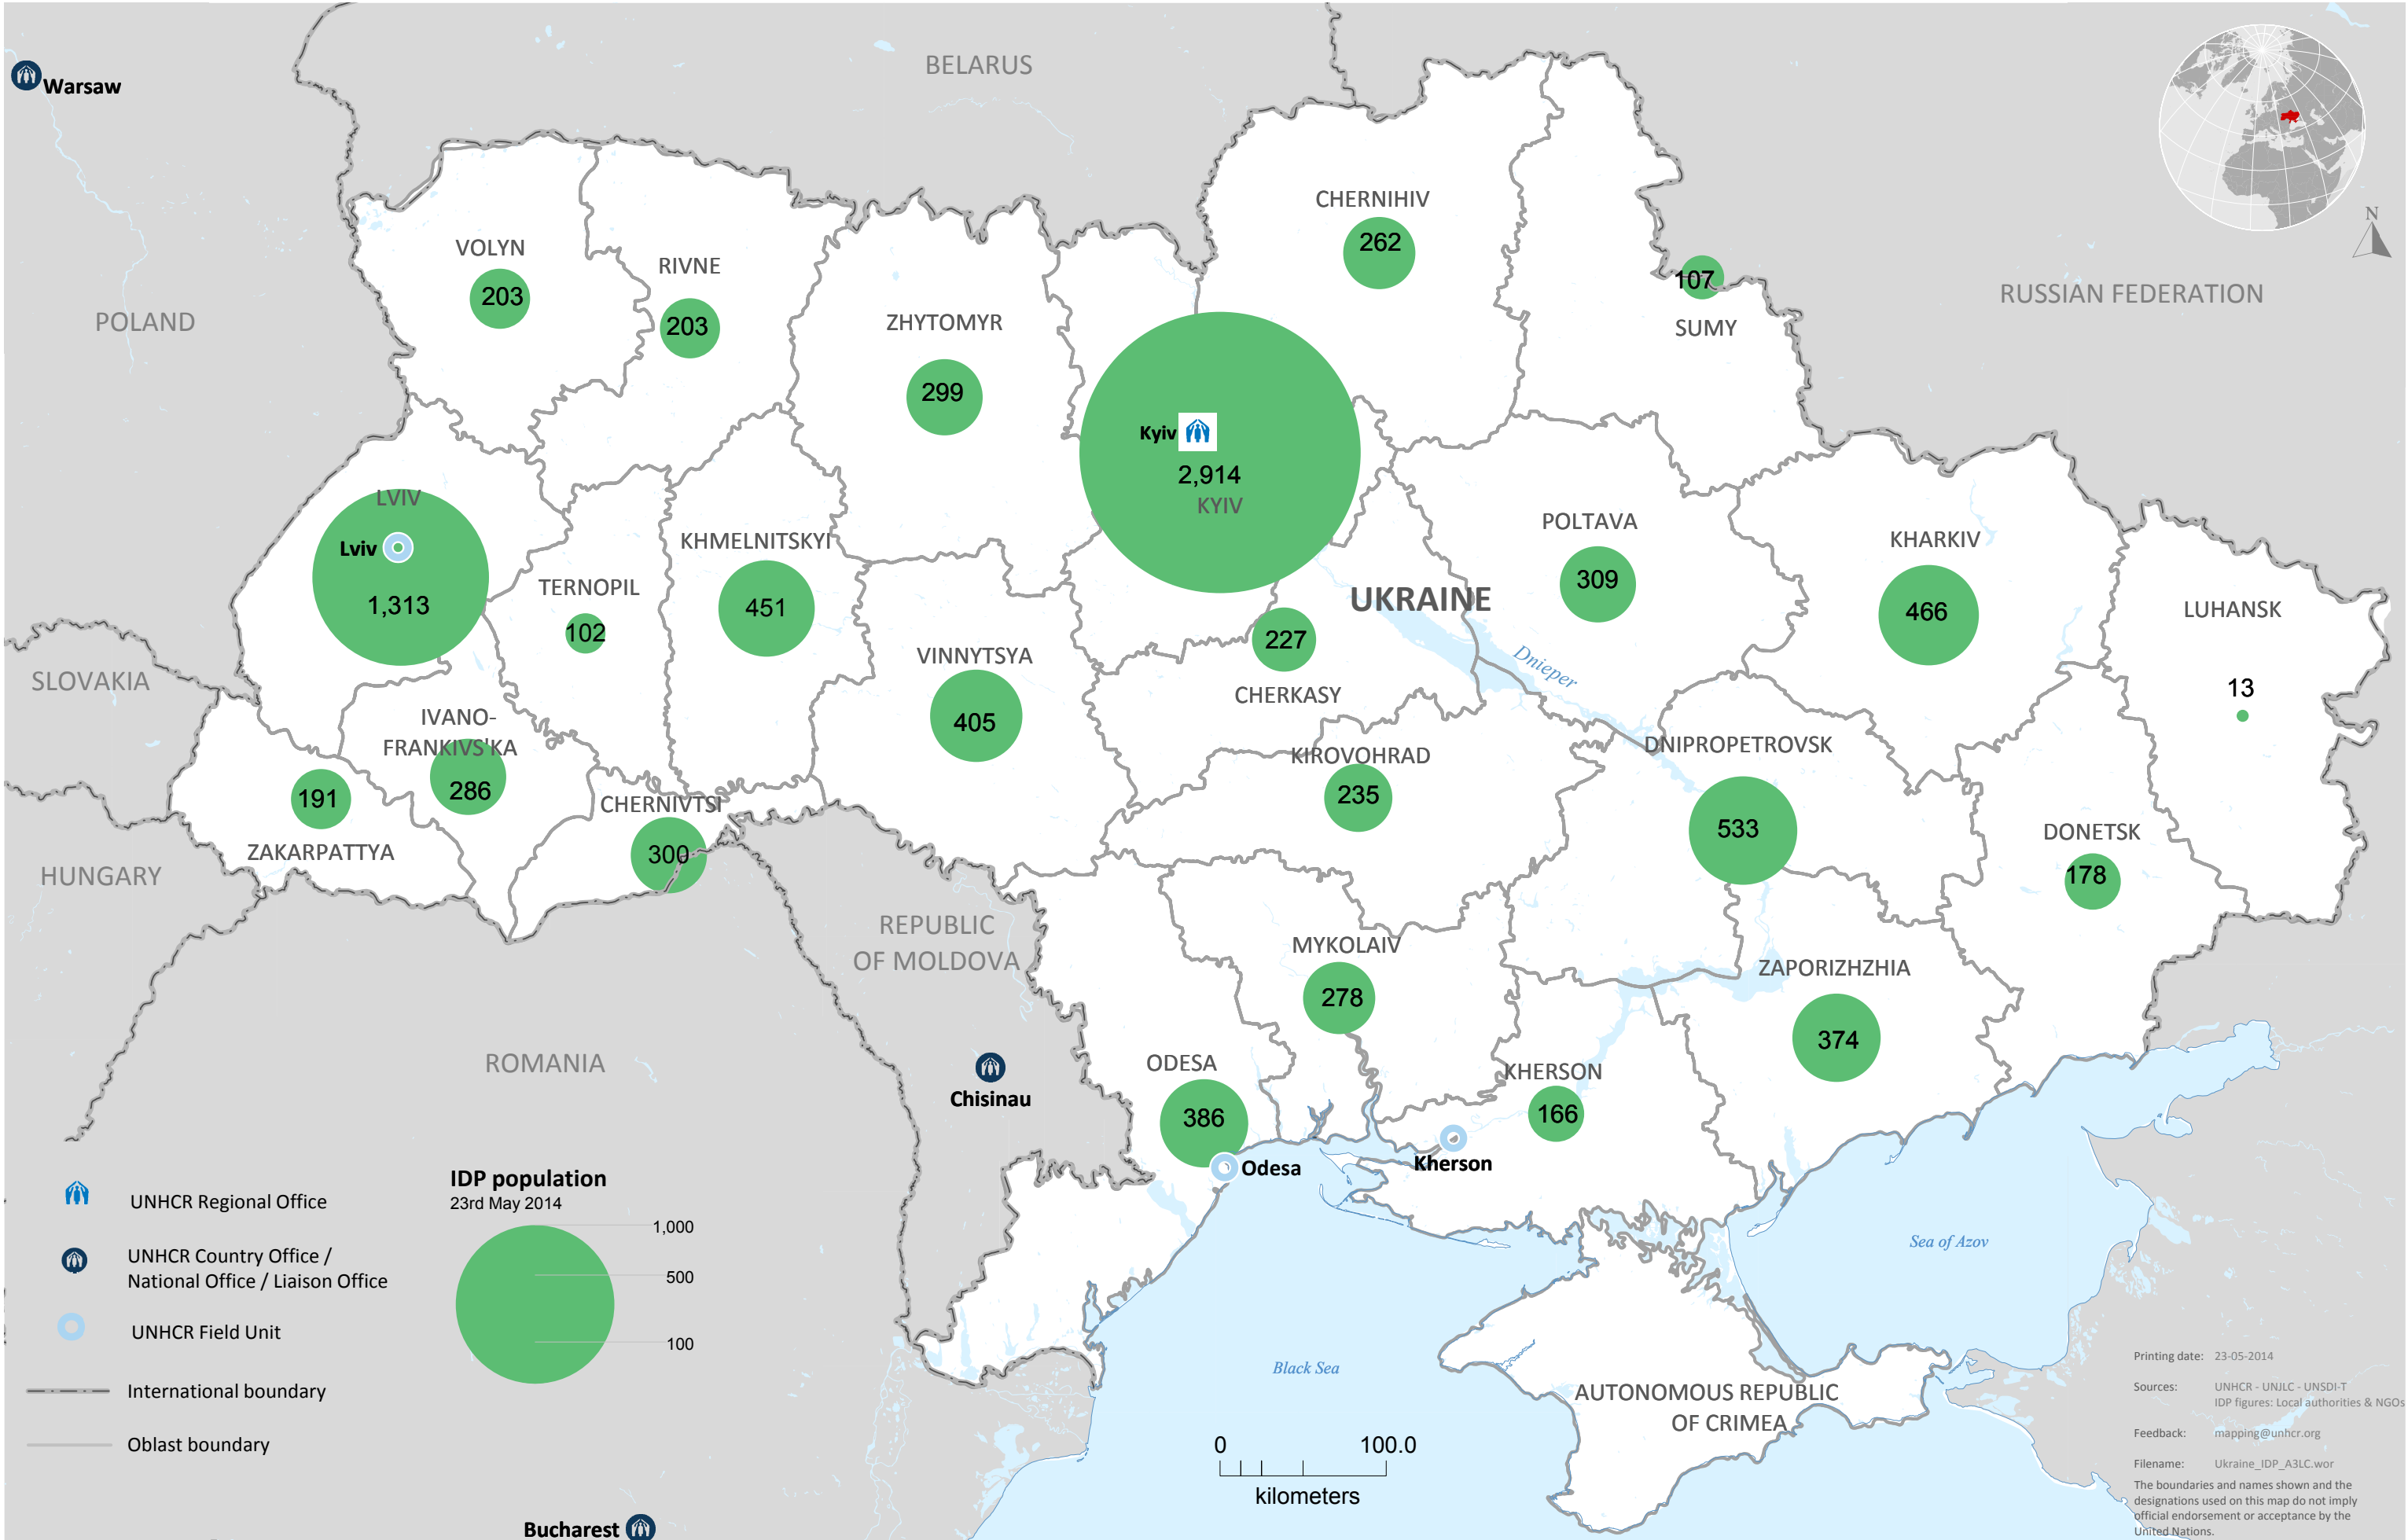 BELARUS
Warsaw
N
CHERNIHIV
262
VOLYN
203
RIVNE
203
107
SUMY
RUSSIAN FEDERATION
POLAND
ZHYTOMYR
299
Kyiv
2,914
KYIV
LVIV
Lviv
1,313
KHMELNITSKYI
451
TERNOPIL
102
POLTAVA
309
KHARKIV
466
UKRAINE
LUHANSK
13
227
CHERKASY
Dnieper
VINNYTSYA
405
SLOVAKIA
IVANO-
FRANKIVS'KA
286
191
ZAKARPATTYA
CHERNIVTSI
300
KIROVOHRAD
235
DNIPROPETROVSK
533
DONETSK
178
HUNGARY
REPUBLIC
OF MOLDOVA
MYKOLAIV
278
ZAPORIZHZHIA
374
ROMANIA
Chisinau
ODESA
386
Odesa
KHERSON
166
Kherson
Sea of Azov
Black Sea
AUTONOMOUS REPUBLIC
OF CRIMEA
UNHCR Regional Office
UNHCR Country Office /
National Office / Liaison Office
UNHCR Field Unit
International boundary
Oblast boundary
IDP population
23rd May 2014
1,000
500
100
0 100.0
kilometers
Bucharest
Printing date: 23-05-2014
Sources: UNHCR - UNJLC - UNSDI-T
IDP figures: Local authorities & NGOs
Feedback: mapping@unhcr.org
Filename: Ukraine_IDP_A3LC.wor
The boundaries and names shown and the
designations used on this map do not imply
official endorsement or acceptance by the
United Nations.